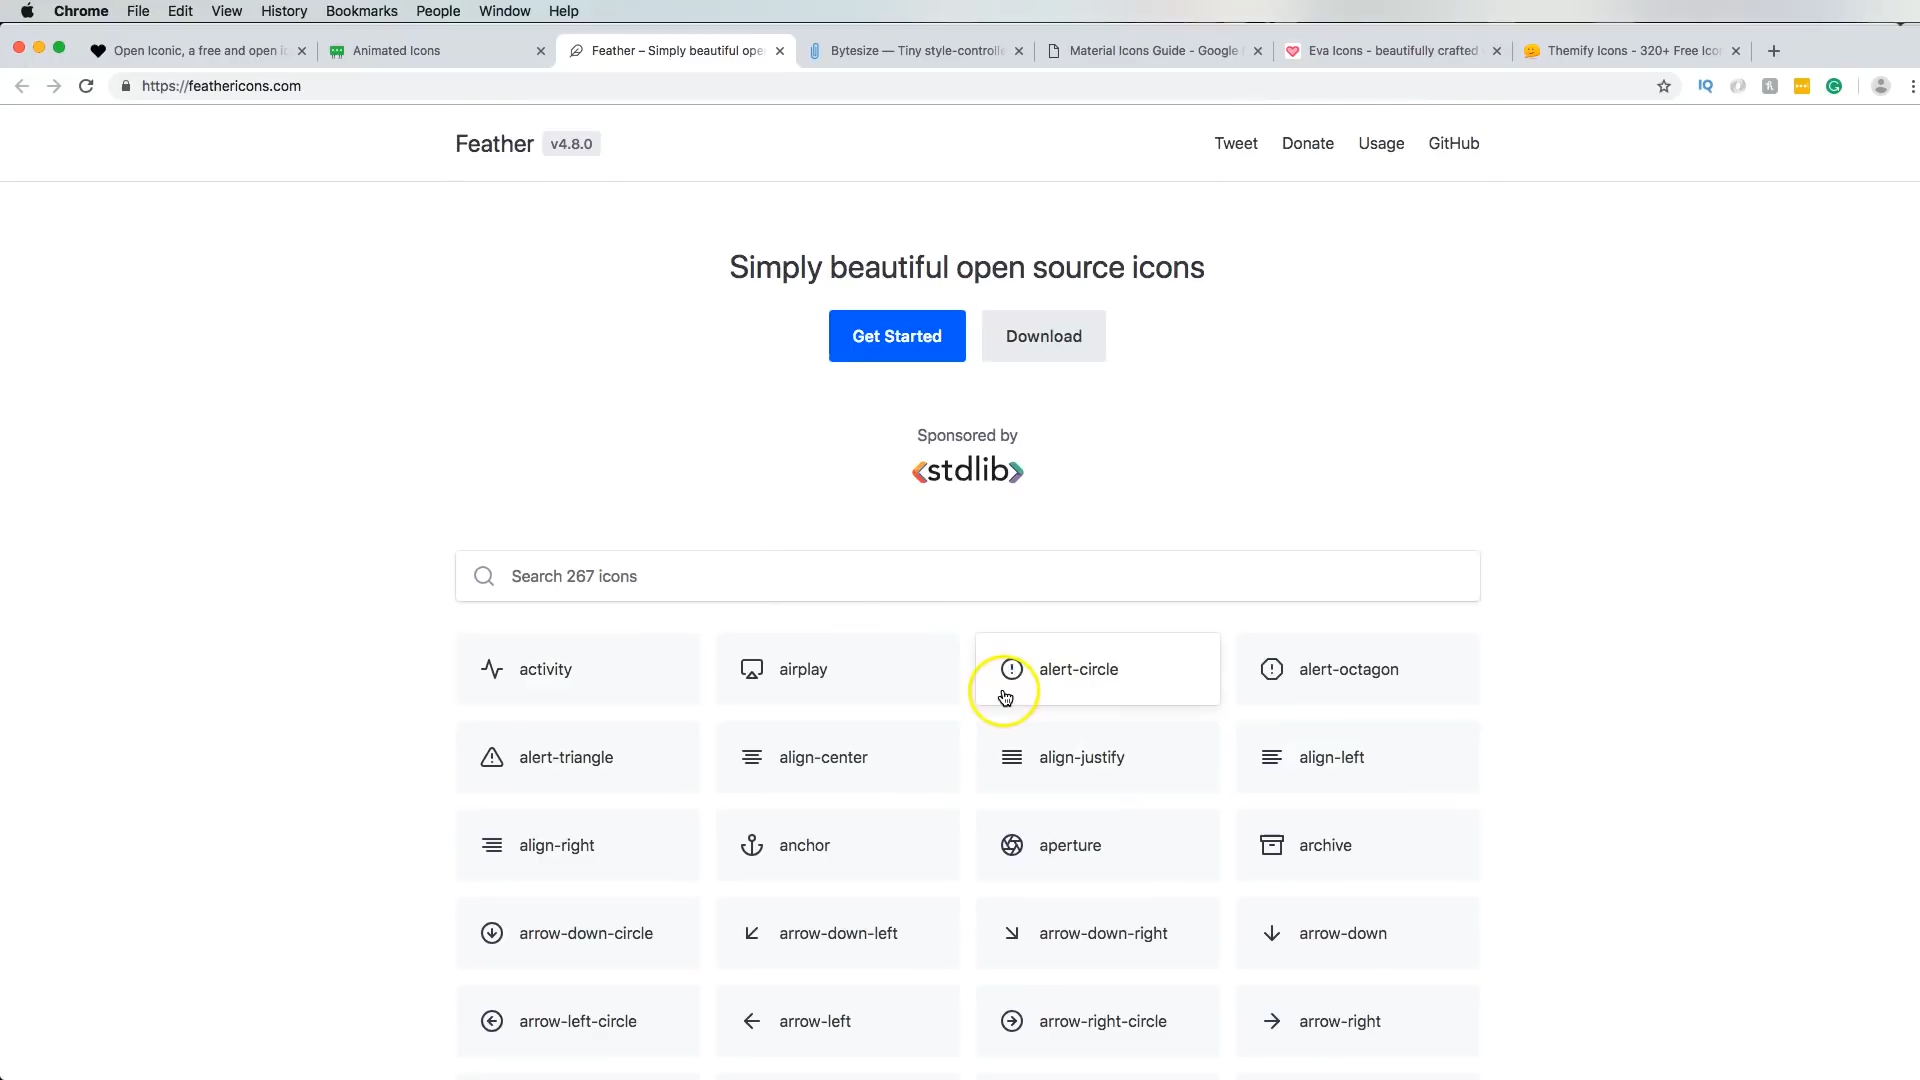 Chrome File Edit View History Bookmarks People Window Help
Open Iconic, a free and open ic
Animated Icons
Feather – Simply beautiful ope
Bytesize — Tiny style-controlle
Material Icons Guide - Google
Eva Icons - beautifully crafted
Themify Icons - 320+ Free Ico
https://feathericons.com
IQ
Feather v4.8.0
Tweet Donate Usage GitHub
Simply beautiful open source icons
Get Started Download
Sponsored by
<stdlib>
Search 267 icons
activity airplay alert-circle alert-octagon
alert-triangle align-center align-justify align-left
align-right anchor aperture archive
arrow-down-circle arrow-down-left arrow-down-right arrow-down
arrow-left-circle arrow-left arrow-right-circle arrow-right